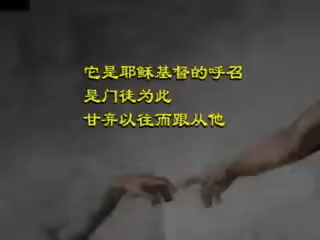 它是耶稣基督的呼召
是门徒为此
甘弃以往而跟从他